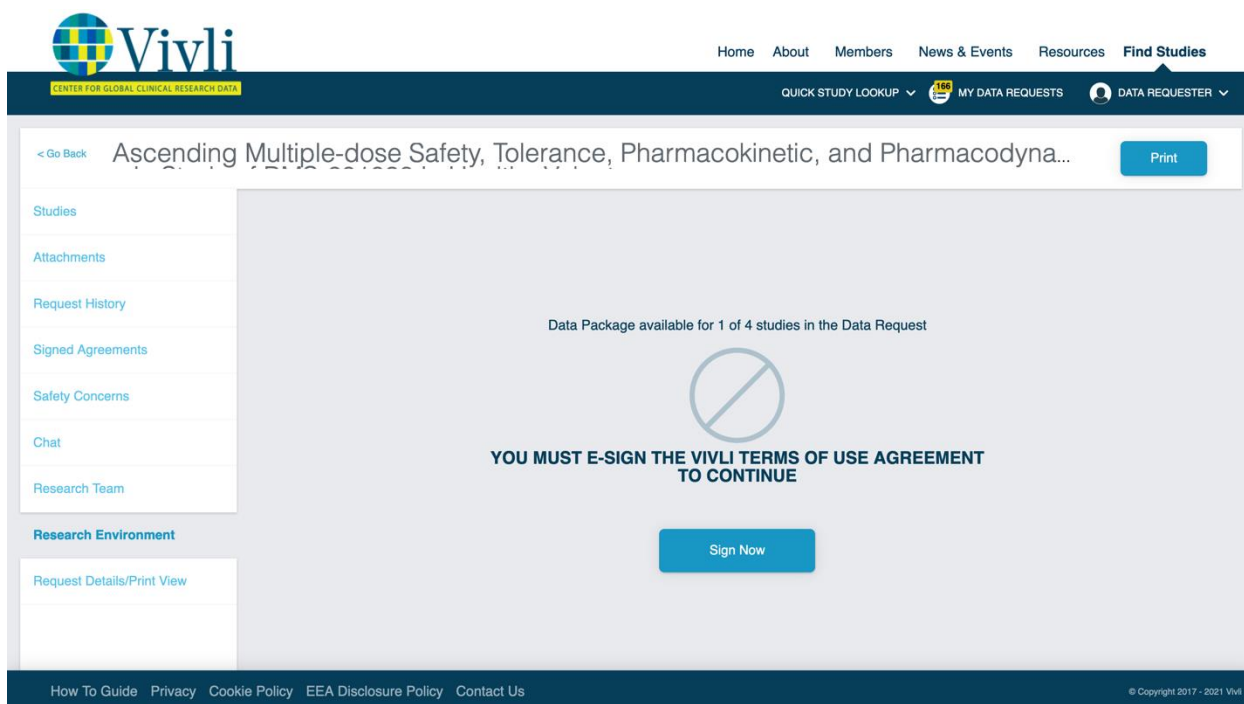 Vivli
CENTER FOR GLOBAL CLINICAL RESEARCH DATA
Home About Members News & Events Resources Find Studies
QUICK STUDY LOOKUP 166 MY DATA REQUESTS DATA REQUESTER
< Go Back Ascending Multiple-dose Safety, Tolerance, Pharmacokinetic, and Pharmacodyna... Print
Studies
Attachments
Request History
Signed Agreements
Safety Concerns
Chat
Research Team
Research Environment
Request Details/Print View
Data Package available for 1 of 4 studies in the Data Request
YOU MUST E-SIGN THE VIVLI TERMS OF USE AGREEMENT
TO CONTINUE
Sign Now
How To Guide Privacy Cookie Policy EEA Disclosure Policy Contact Us
© Copyright 2017 - 2021 Vivli